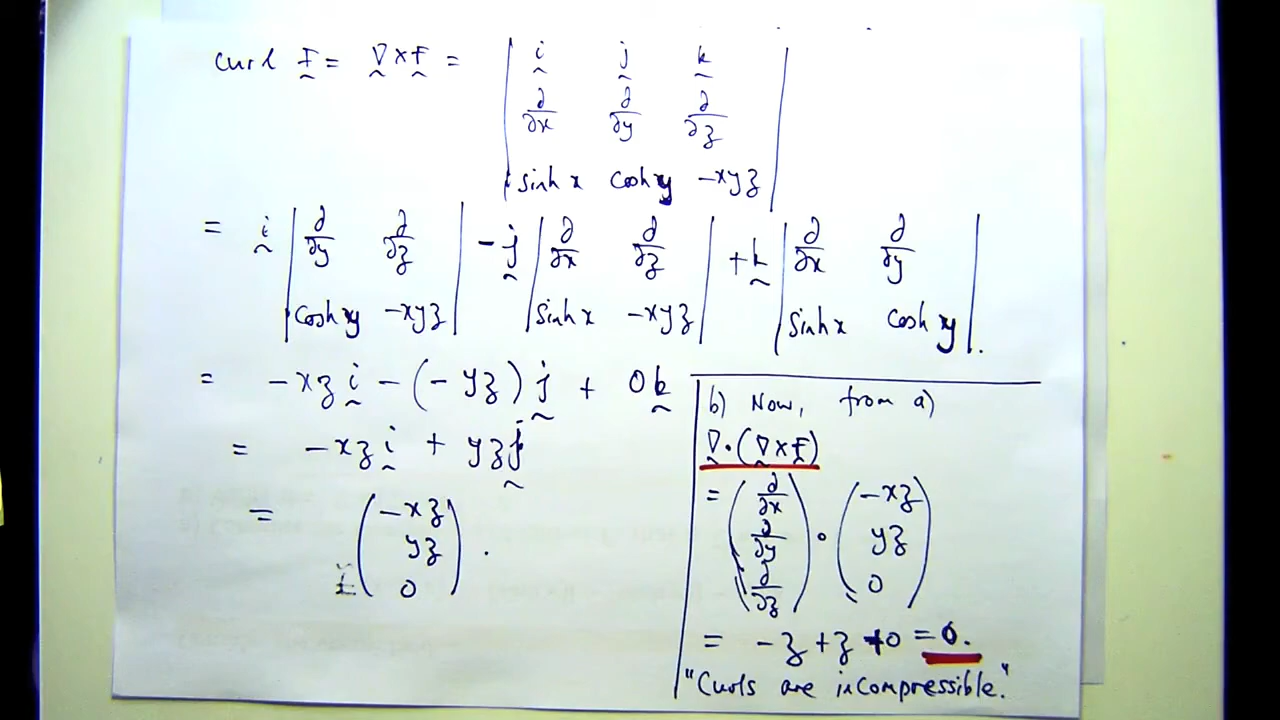 curl F = ∇ × F = | i j k |
| ∂/∂x ∂/∂y ∂/∂z |
| sinh x cosh y -xyz |
= i | ∂/∂y ∂/∂z | - j | ∂/∂x ∂/∂z | + k | ∂/∂x ∂/∂y |
| cosh y -xyz | | sinh x -xyz | | sinh x cosh y | .
= -xz i - (-yz) j + 0 k
= -xz i + yz j
= ( -xz
yz
0 ) .
b) Now, from a)
∇ · (∇ × F)
= ( ∂/∂x ∂/∂y ∂/∂z ) · ( -xz yz 0 )
= -z + z + 0 = 0.
"Curls are incompressible."